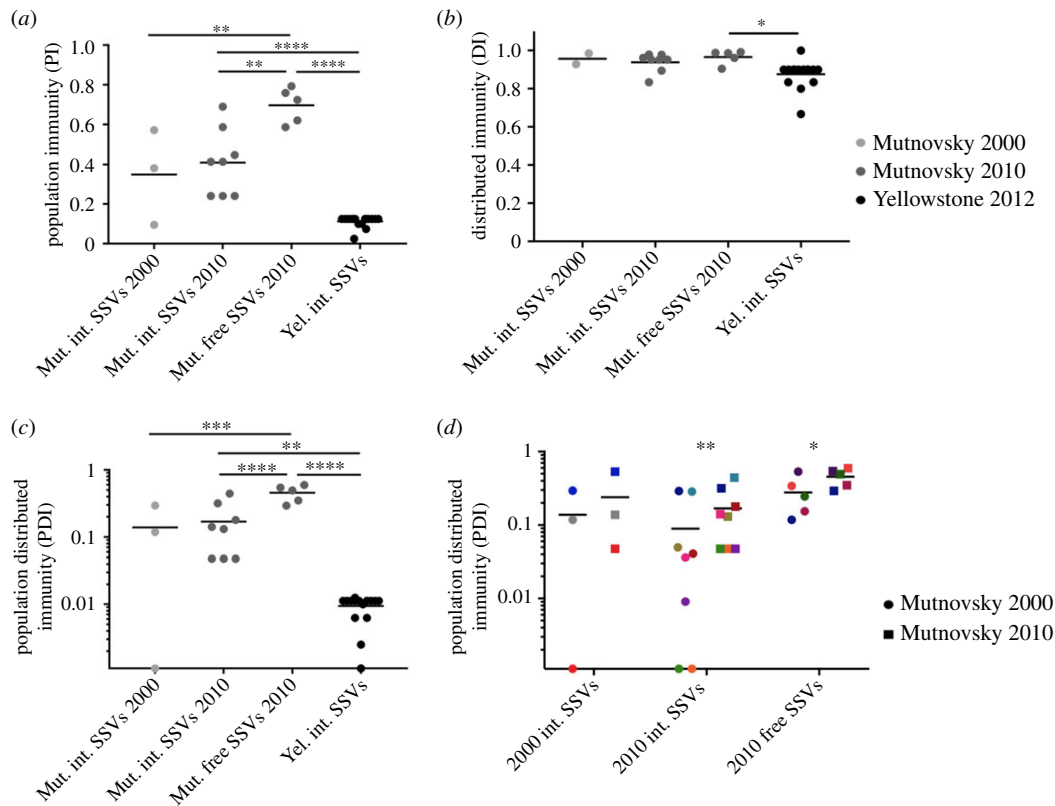 (a)
**
****
** ****
population immunity (PI)
1.0
0.8
0.6
0.4
0.2
0
Mut. int. SSVs 2000
Mut. int. SSVs 2010
Mut. free SSVs 2010
Yel. int. SSVs
(b)
*
distributed immunity (DI)
1.0
0.8
0.6
0.4
0.2
0
Mut. int. SSVs 2000
Mut. int. SSVs 2010
Mut. free SSVs 2010
Yel. int. SSVs
Mutnovsky 2000
Mutnovsky 2010
Yellowstone 2012
(c)
***
**
**** ****
population distributed
immunity (PDI)
1
0.1
0.01
Mut. int. SSVs 2000
Mut. int. SSVs 2010
Mut. free SSVs 2010
Yel. int. SSVs
(d)
** *
population distributed
immunity (PDI)
1
0.1
0.01
2000 int. SSVs
2010 int. SSVs
2010 free SSVs
Mutnovsky 2000
Mutnovsky 2010